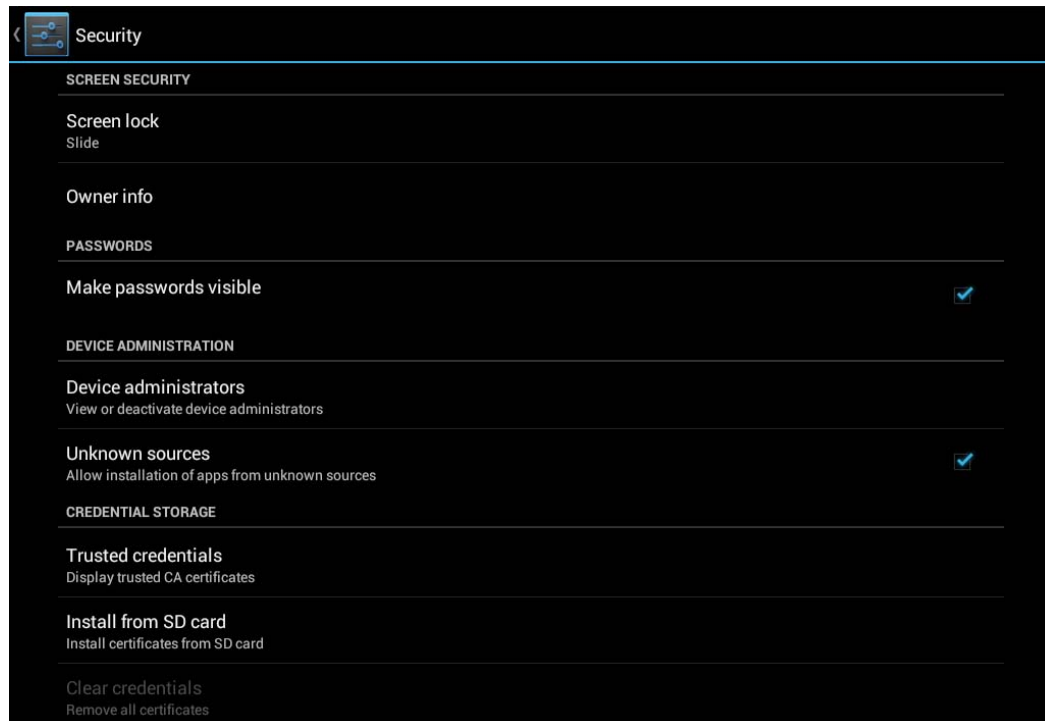 Security
SCREEN SECURITY
Screen lock
Slide
Owner info
PASSWORDS
Make passwords visible
DEVICE ADMINISTRATION
Device administrators
View or deactivate device administrators
Unknown sources
Allow installation of apps from unknown sources
CREDENTIAL STORAGE
Trusted credentials
Display trusted CA certificates
Install from SD card
Install certificates from SD card
Clear credentials
Remove all certificates